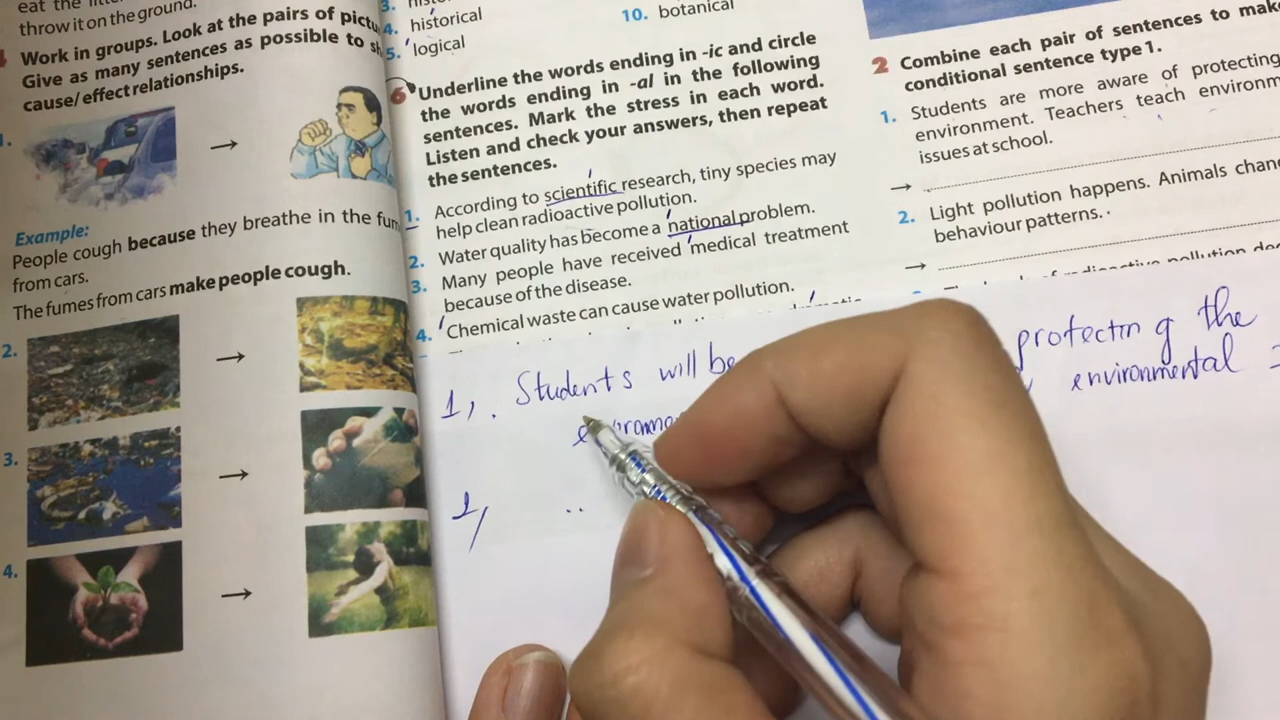 eat the
throw it on the ground.
Work in groups. Look at the pairs of
Give as many sentences as possible to
cause/ effect relationships.
1.
→
Example:
People cough because they breathe in the
from cars.
The fumes from cars make people cough.
2.
→
3.
→
4.
→
3.
4. historical
5. logical
10. botanical
6 Underline the words ending in -ic and circle
the words ending in -al in the following
sentences. Mark the stress in each word.
Listen and check your answers, then repeat
the sentences.
1. According to scientific research, tiny species may
help clean radioactive pollution.
2. Water quality has become a national problem.
3. Many people have received medical treatment
because of the disease.
4. Chemical waste can cause water pollution.
2 Combine each pair of sentences to make
conditional sentence type 1.
1. Students are more aware of protecting
environment. Teachers teach
issues at school.
→
2. Light pollution happens. Animals
behaviour patterns.
→
1, . Students will be protecting the
environmental
2/ ..